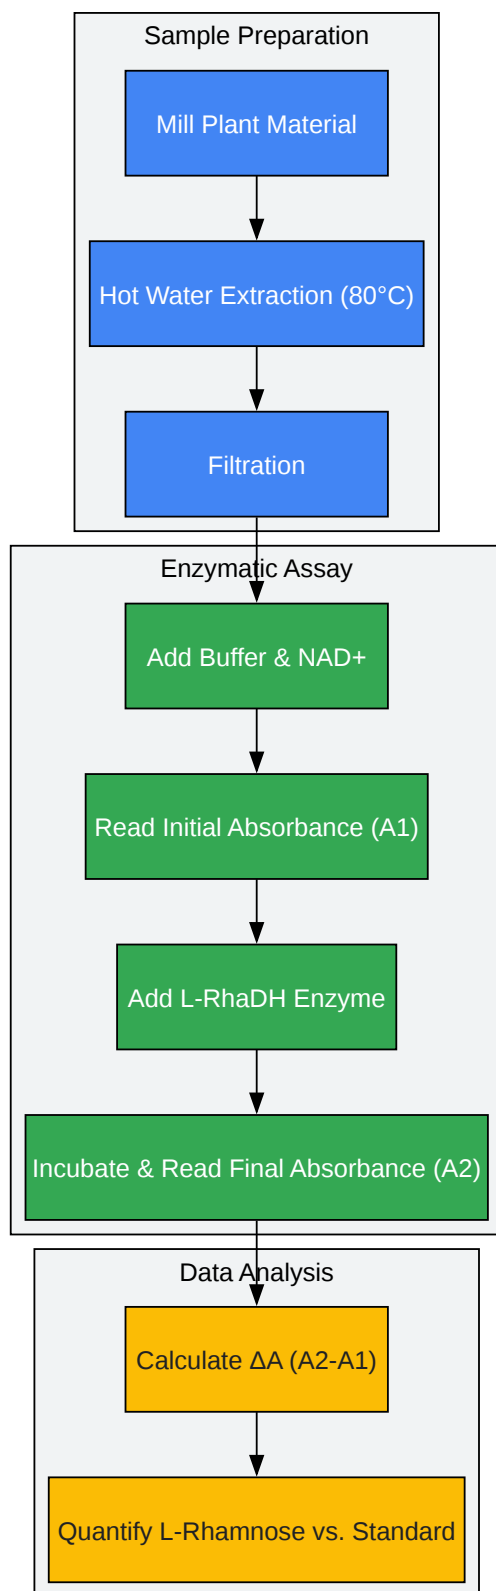 Sample Preparation
Mill Plant Material
Hot Water Extraction (80°C)
Filtration
Enzymatic Assay
Add Buffer & NAD+
Read Initial Absorbance (A1)
Add L-RhaDH Enzyme
Incubate & Read Final Absorbance (A2)
Data Analysis
Calculate ΔA (A2-A1)
Quantify L-Rhamnose vs. Standard